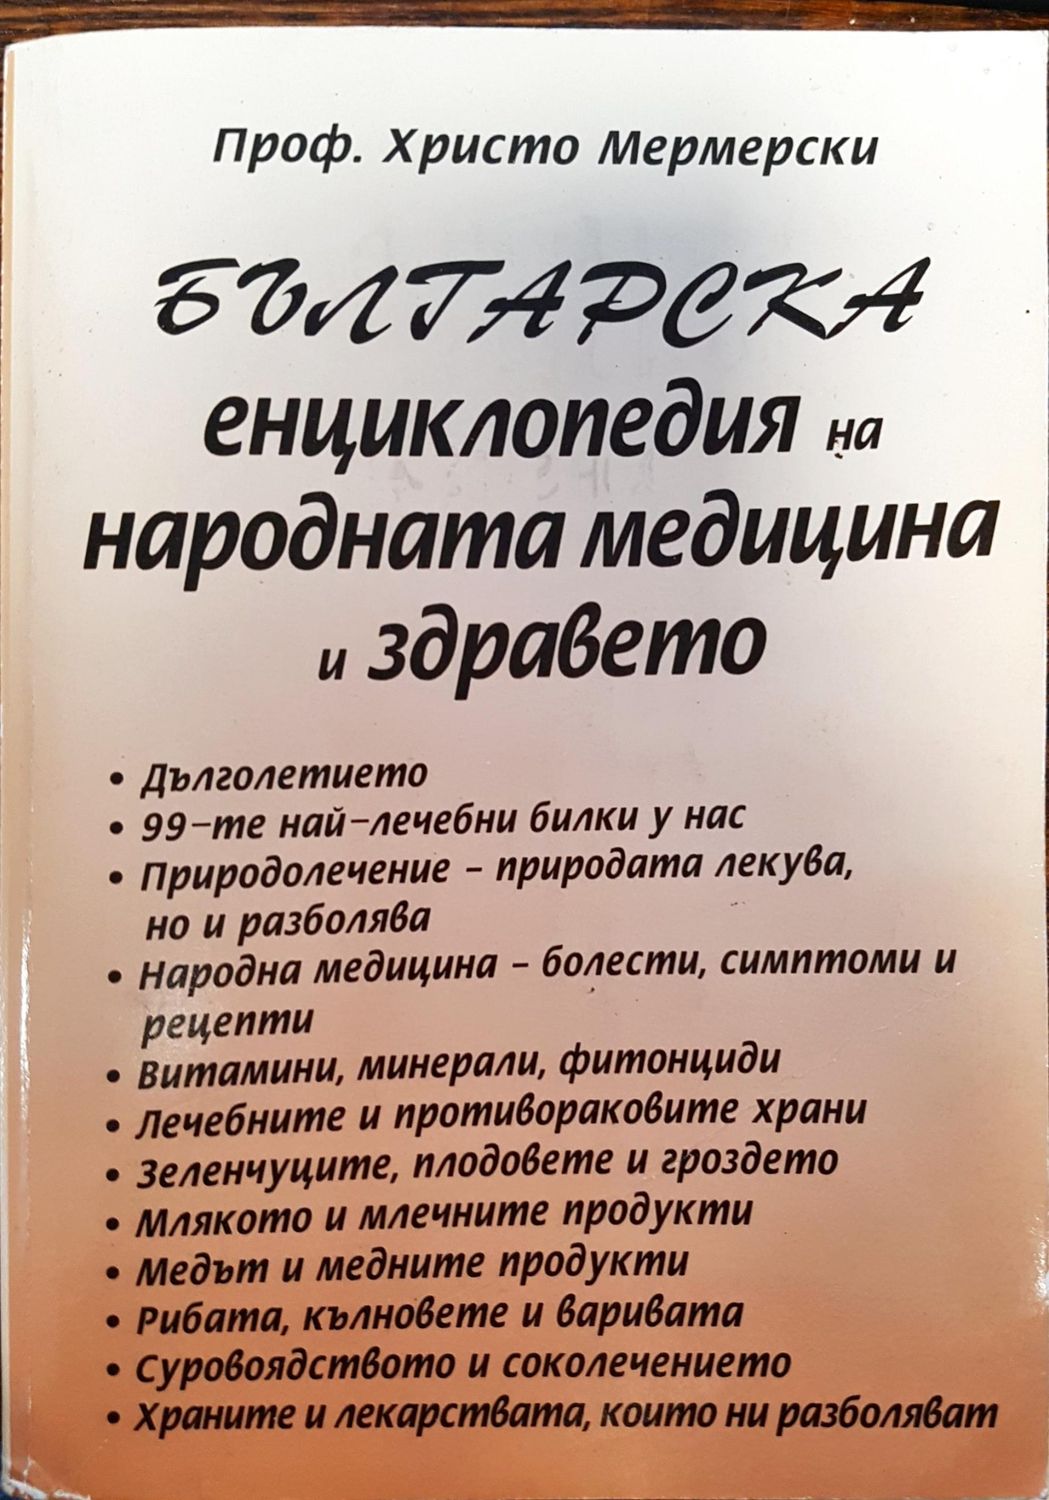 Проф. Христо Мермерски
БЪЛГАРСКА
енциклопедия на
народната медицина
и здравето
• Дълголетието
• 99-те най-лечебни билки у нас
• Природолечение - природата лекува,
но и разболява
• Народна медицина - болести, симптоми и
рецепти
• Витамини, минерали, фитонциди
• Лечебните и противораковите храни
• Зеленчуците, плодовете и гроздето
• Млякото и млечните продукти
• Медът и медните продукти
• Рибата, кълновете и варивата
• Суровоядството и соколечението
• Храните и лекарствата, които ни разболяват